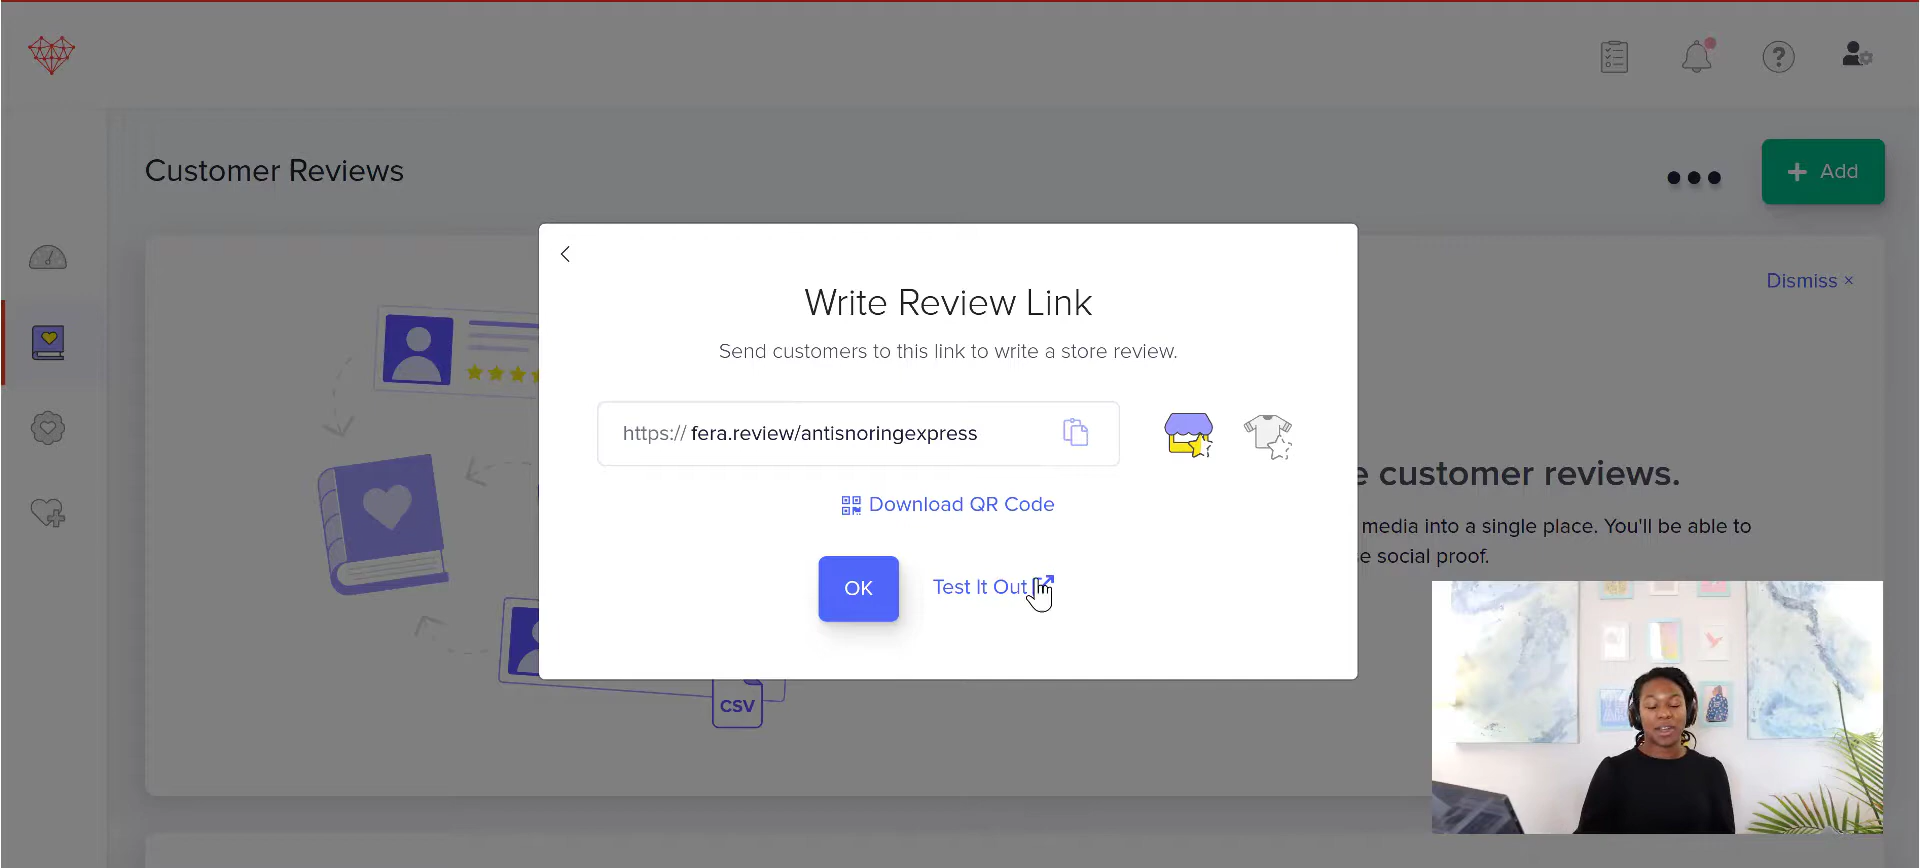 Customer Reviews
+ Add
Dismiss ×
Write Review Link
Send customers to this link to write a store review.
https:// fera.review/antisnoringexpress
Download QR Code
e customer reviews.
media into a single place. You'll be able to
e social proof.
OK
Test It Out
CSV